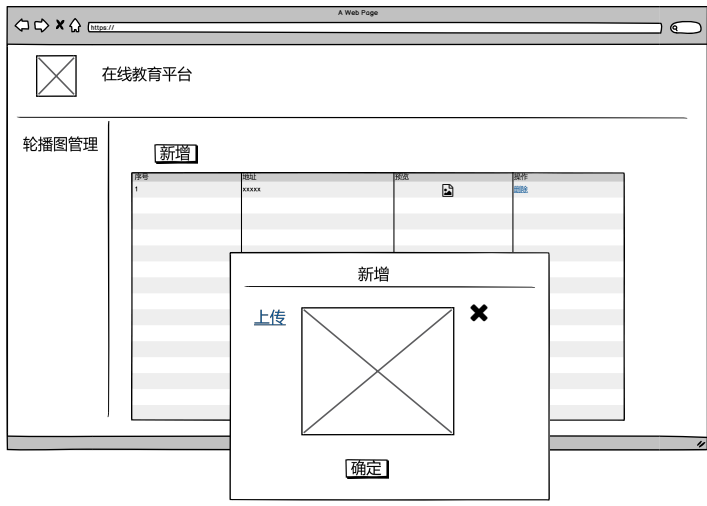 A Web Page
https://
在线教育平台
轮播图管理
新增
序号 地址 预览 操作
1 xxxxx 删除
新增
上传
确定